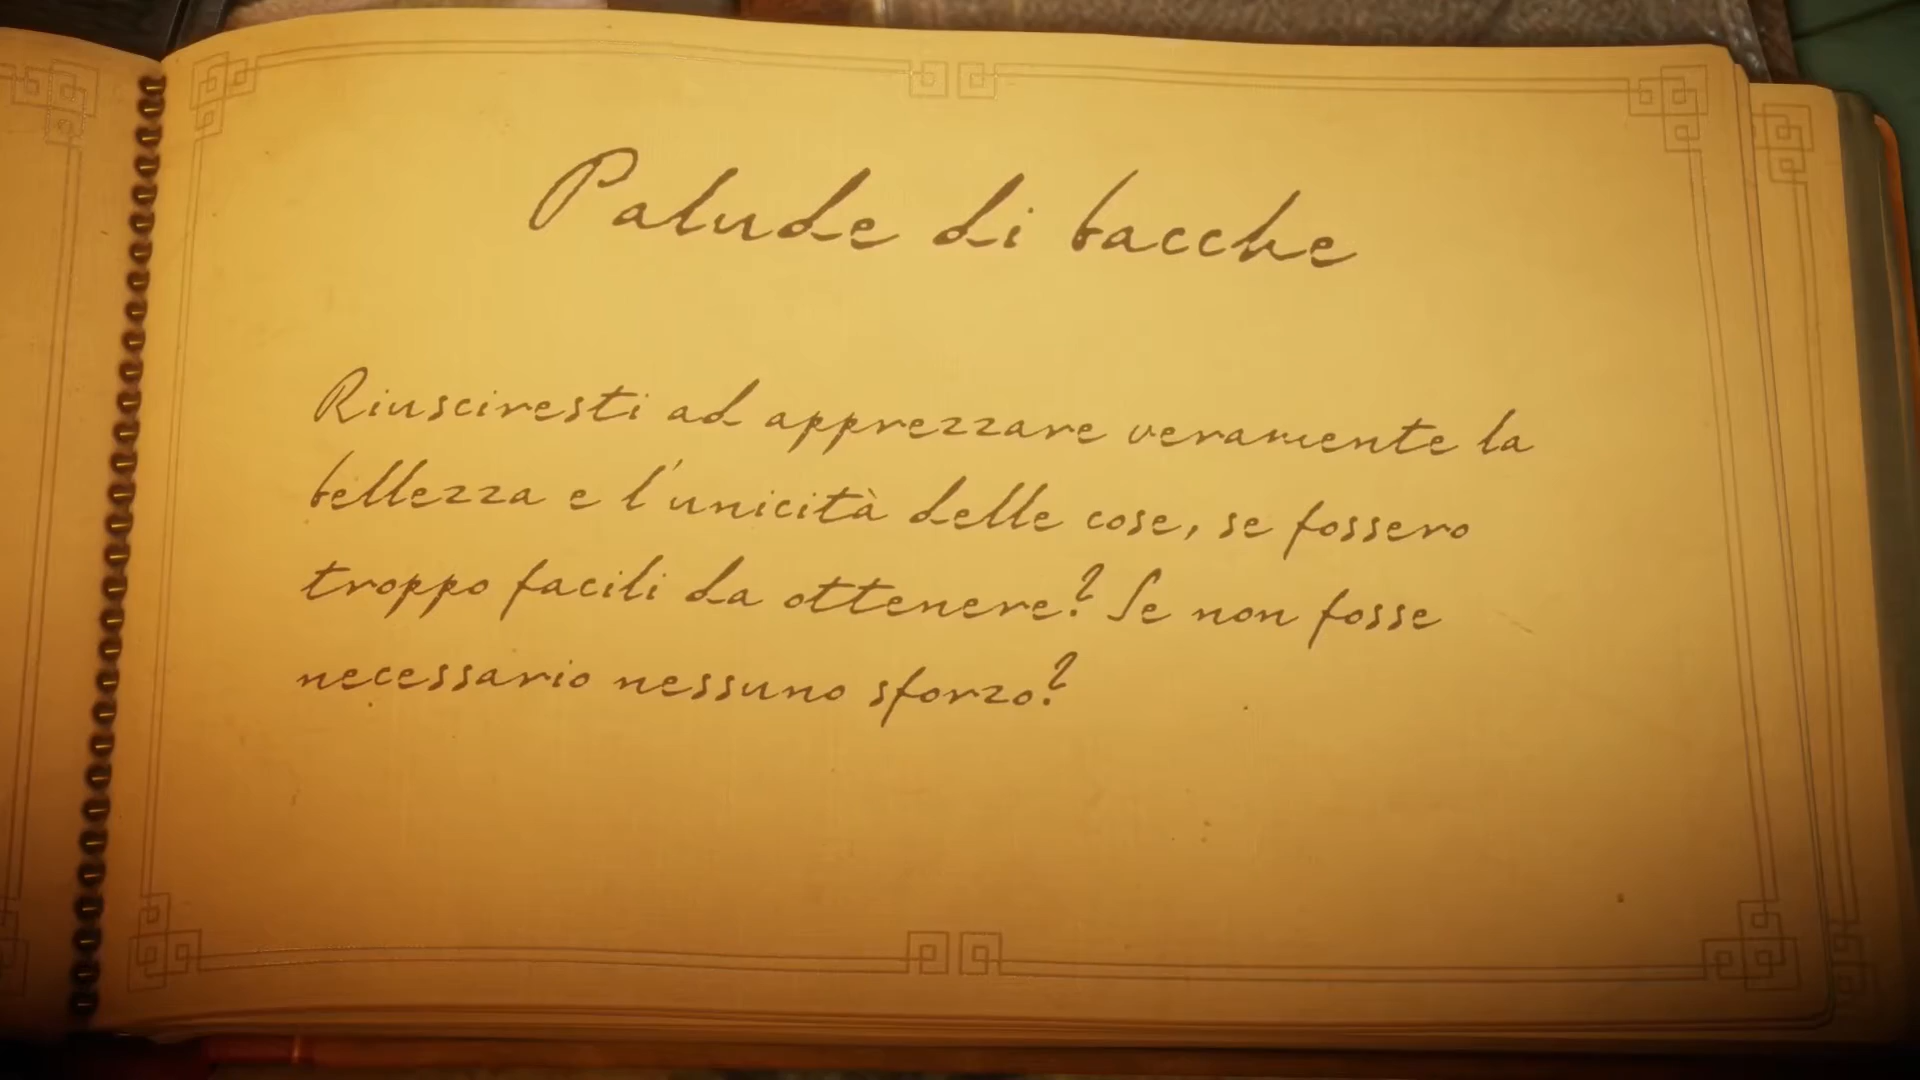 Palude di bacche
Riusciresti ad apprezzare veramente la
bellezza e l'unicità delle cose, se fossero
troppo facili da ottenere? Se non fosse
necessario nessuno sforzo?